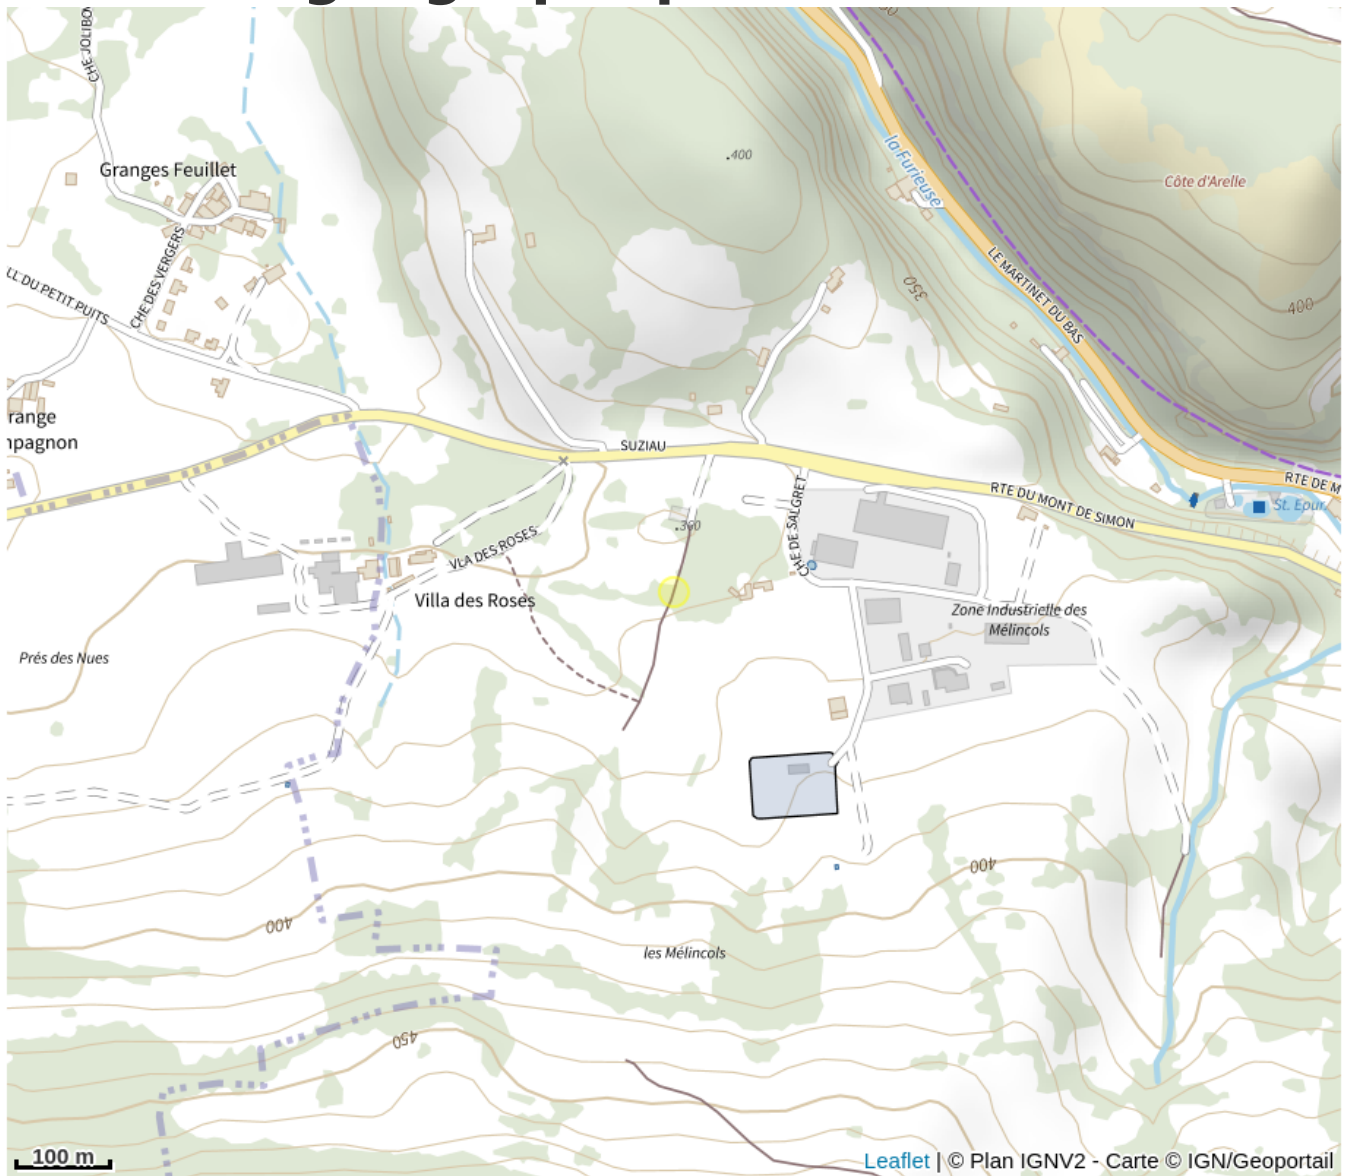 CHE JOLIBOV
.400
la Furieuse
Granges Feuillet
Côte d'Arelle
CHE DES VERGERS
LL DU PETIT PUITS
350
LE MARTINET DU BAS
400
range
npagnon
SUZIAU
RTE DU MONT DE SIMON
RTE DE M
CHE DE SALGRET
St. Epur.
.360
VLA DES ROSES
Villa des Roses
Zone Industrielle des
Mélincols
Prés des Nues
400
400
les Mélincols
450
100 m
Leaflet | © Plan IGNV2 - Carte © IGN/Geoportail